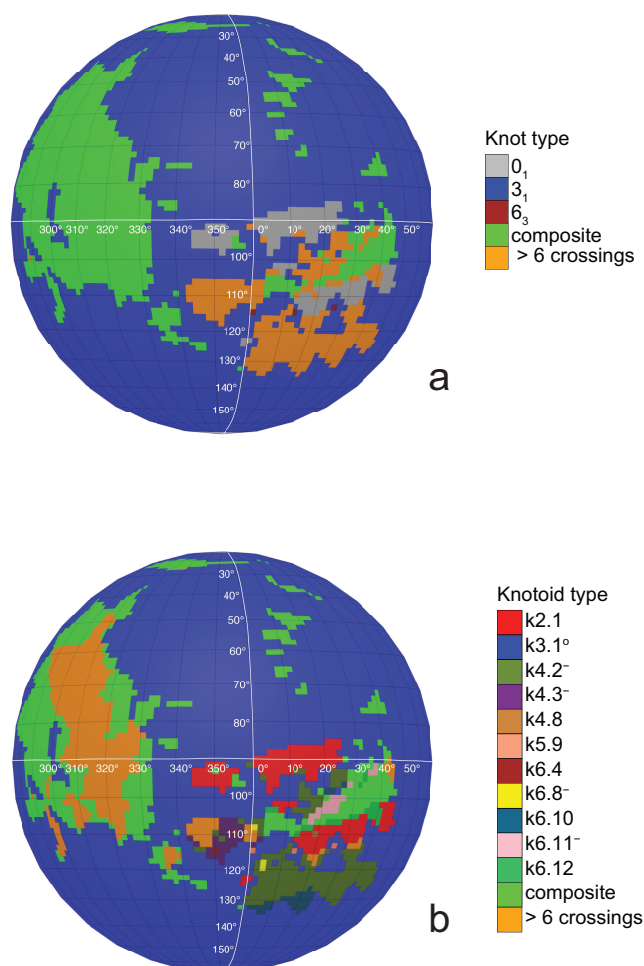 30°
40°
50°
60°
70°
80°
300° 310° 320° 330° 340° 0° 10° 20° 30° 40°
100°
110°
120°
130°
140°
150°
Knot type
0₁
3₁
6₃
composite
> 6 crossings
a
30°
40°
50°
60°
70°
80°
300° 310° 320° 330° 340° 0° 10° 20° 30° 40°
100°
110°
120°
130°
140°
150°
Knotoid type
k2.1
k3.1°
k4.2⁻
k4.3⁻
k4.8
k5.9
k6.4
k6.8⁻
k6.10
k6.11⁻
k6.12
composite
> 6 crossings
b